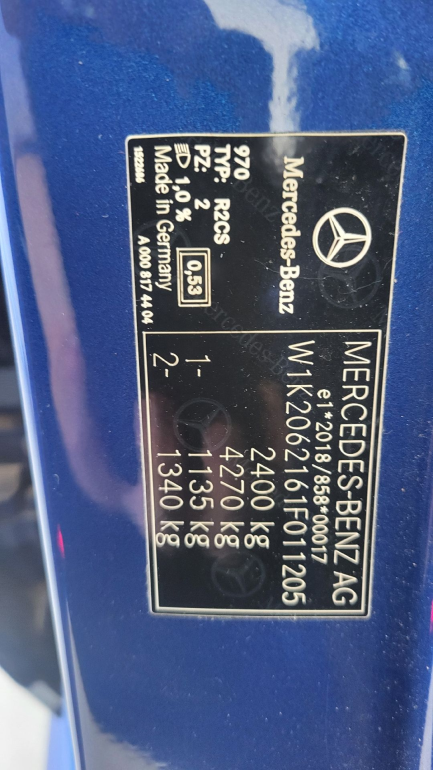 Mercedes-Benz
970
TYP: R2CS
PZ: 2
1,0 %
0,53
Made in Germany
1522686
A 000 817 44 04
MERCEDES-BENZ AG
e1*2018/858*00017
W1K2062161F011205
2400 kg
4270 kg
1- 1135 kg
2- 1340 kg